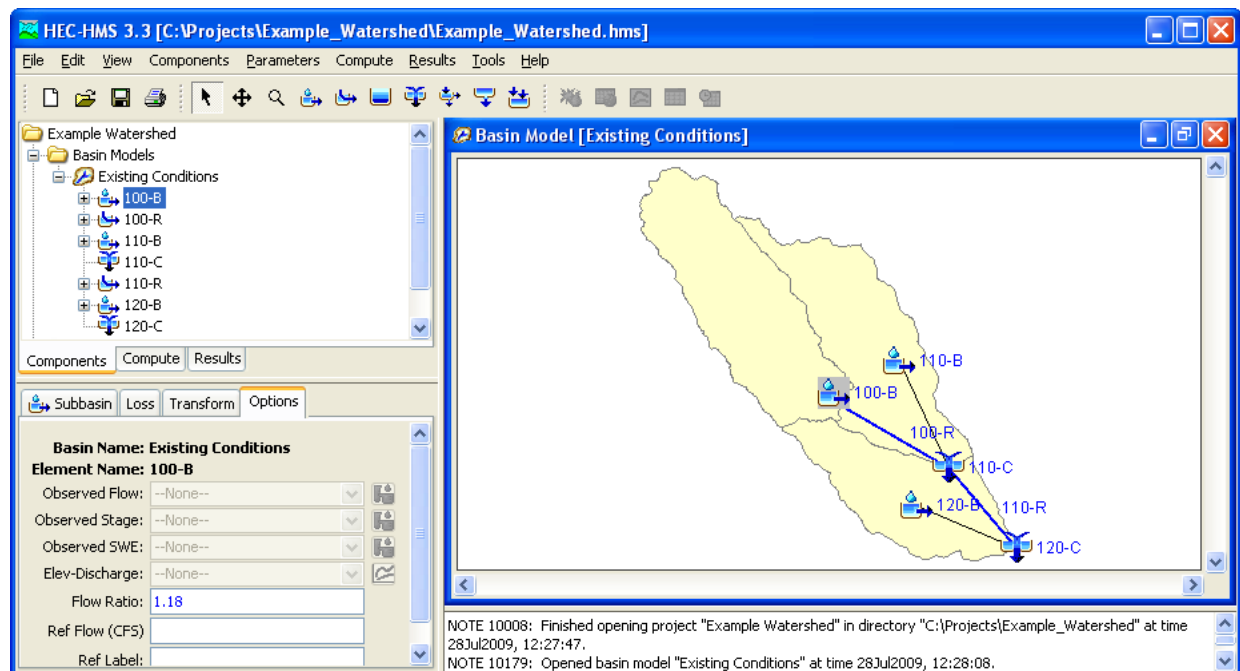 HEC-HMS 3.3 [C:\Projects\Example_Watershed\Example_Watershed.hms]
File Edit View Components Parameters Compute Results Tools Help
Example Watershed
Basin Models
Existing Conditions
100-B
100-R
110-B
110-C
110-R
120-B
120-C
Components Compute Results
Subbasin Loss Transform Options
Basin Name: Existing Conditions
Element Name: 100-B
Observed Flow: --None--
Observed Stage: --None--
Observed SWE: --None--
Elev-Discharge: --None--
Flow Ratio: 1.18
Ref Flow (CFS)
Ref Label:
Basin Model [Existing Conditions]
110-B
100-B
100-R
110-C
120-B
110-R
120-C
NOTE 10008: Finished opening project "Example Watershed" in directory "C:\Projects\Example_Watershed" at time
28Jul2009, 12:27:47.
NOTE 10179: Opened basin model "Existing Conditions" at time 28Jul2009, 12:28:08.